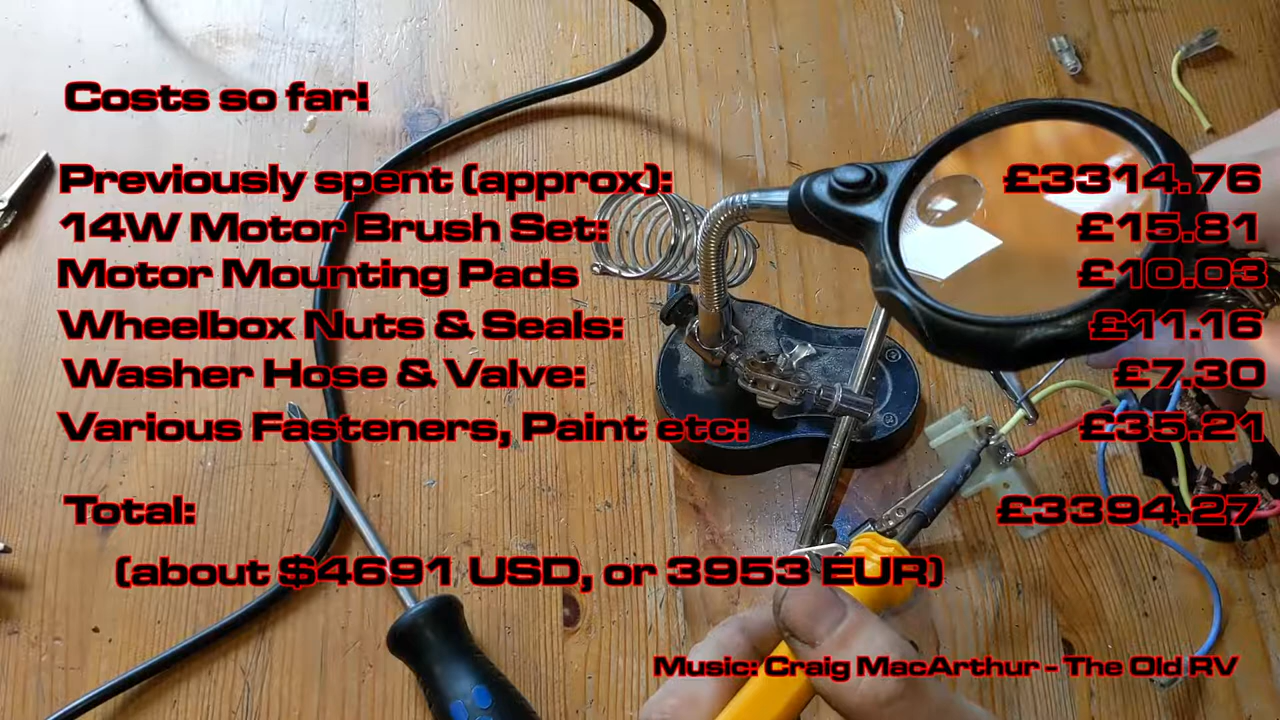 Costs so far!
Previously spent (approx): £3314.76
14W Motor Brush Set: £15.81
Motor Mounting Pads £10.03
Wheelbox Nuts & Seals: £11.16
Washer Hose & Valve: £7.30
Various Fasteners, Paint etc: £35.21
Total: £3394.27
(about $4691 USD, or 3953 EUR)
Music: Craig MacArthur - The Old RV